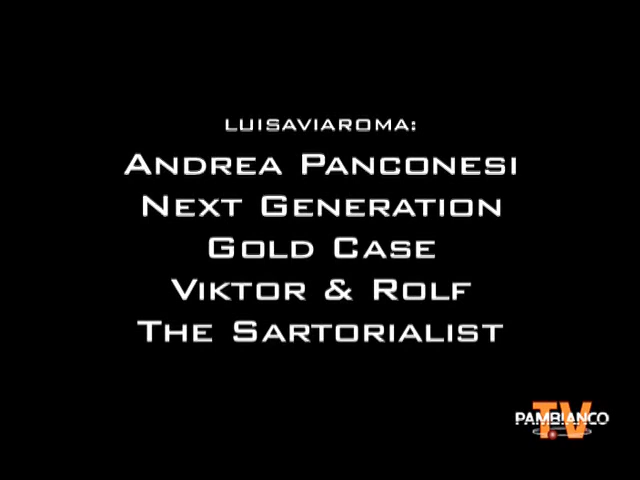 LUISAVIAROMA:
ANDREA PANCONESI
NEXT GENERATION
GOLD CASE
VIKTOR & ROLF
THE SARTORIALIST
PAMBIANCO
TV